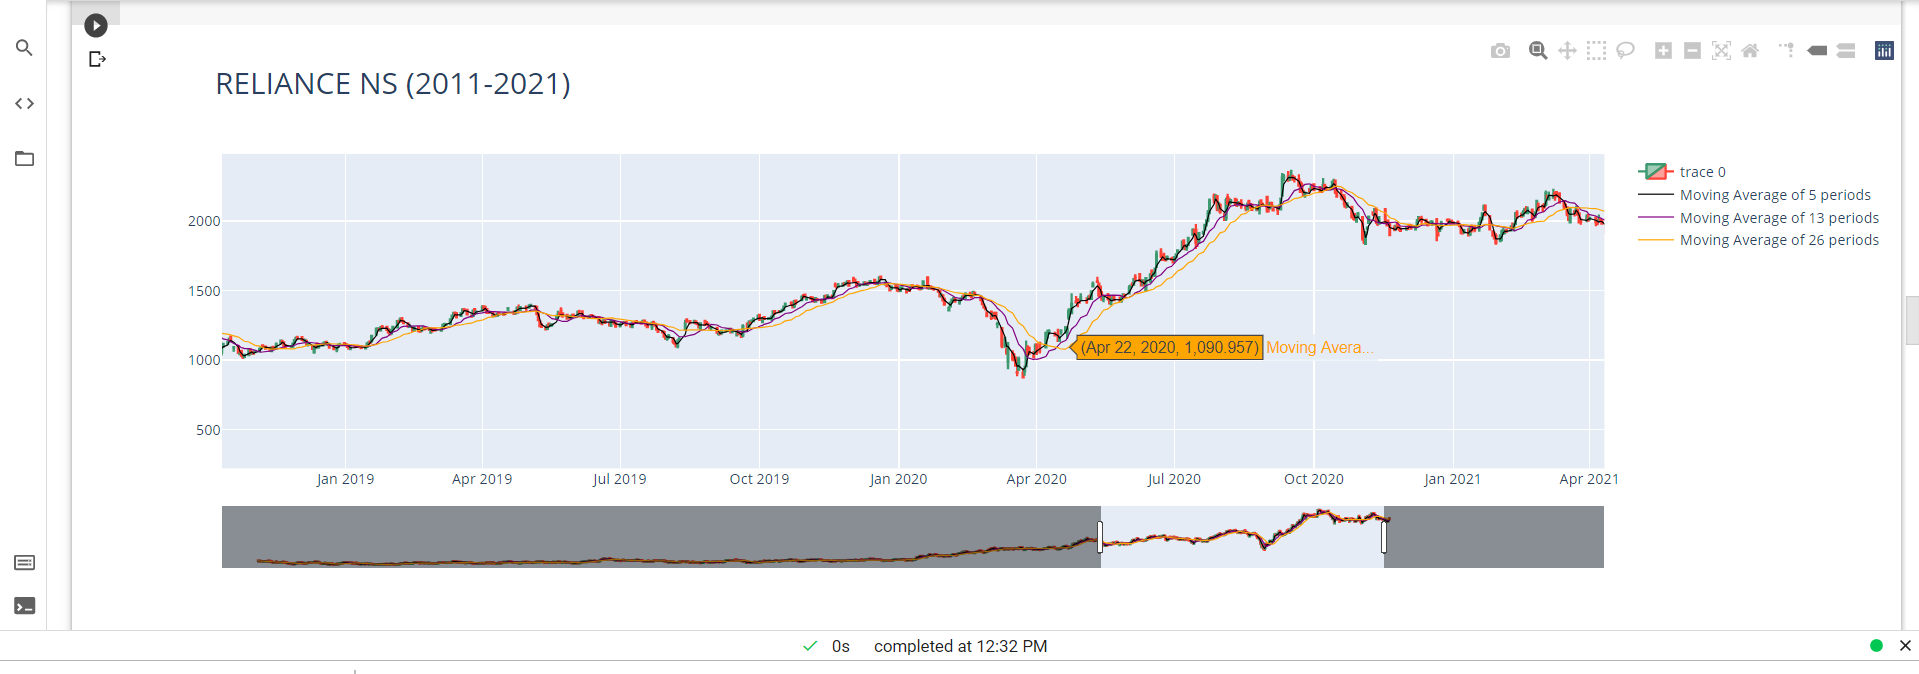 RELIANCE NS (2011-2021)
trace 0
Moving Average of 5 periods
Moving Average of 13 periods
Moving Average of 26 periods
2000
1500
1000
500
(Apr 22, 2020, 1,090.957) Moving Avera...
Jan 2019 Apr 2019 Jul 2019 Oct 2019 Jan 2020 Apr 2020 Jul 2020 Oct 2020 Jan 2021 Apr 2021
0s completed at 12:32 PM